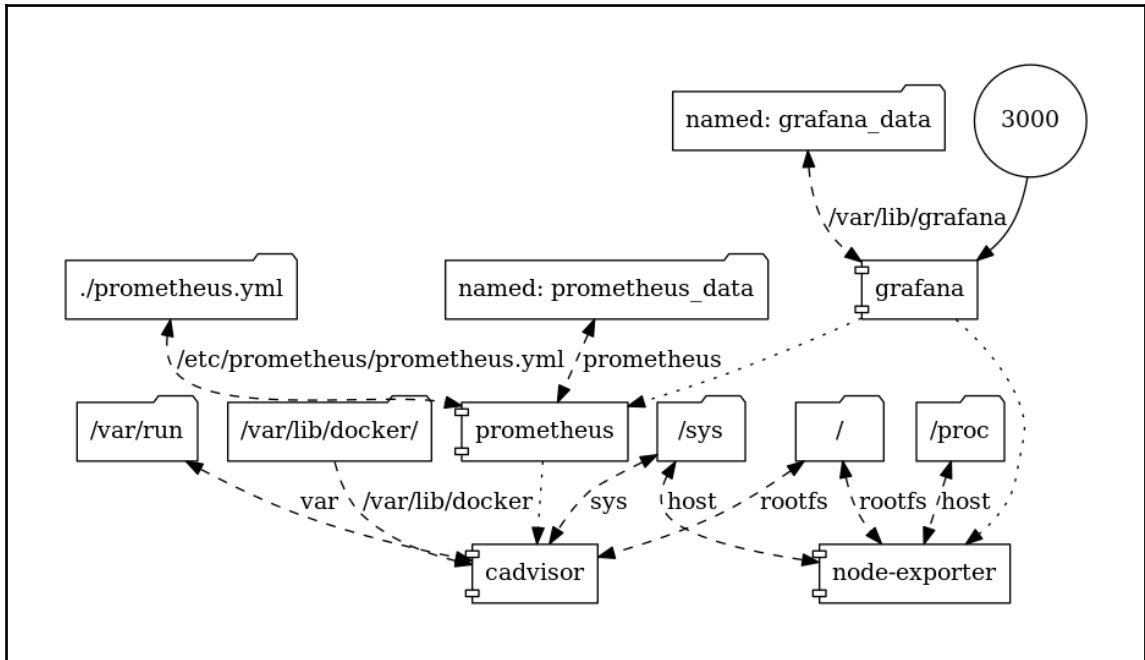 named: grafana_data
3000
/var/lib/grafana
./prometheus.yml
named: prometheus_data
grafana
/etc/prometheus/prometheus.yml
prometheus
/var/run
/var/lib/docker/
prometheus
/sys
/
/proc
var
/var/lib/docker
sys
host
rootfs
rootfs
host
cadvisor
node-exporter